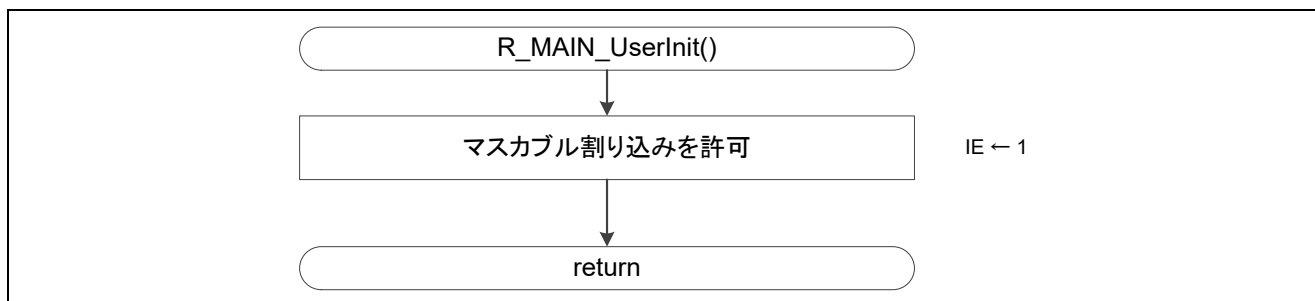 R_MAIN_UserInit()
マスカブル割り込みを許可
IE ← 1
return